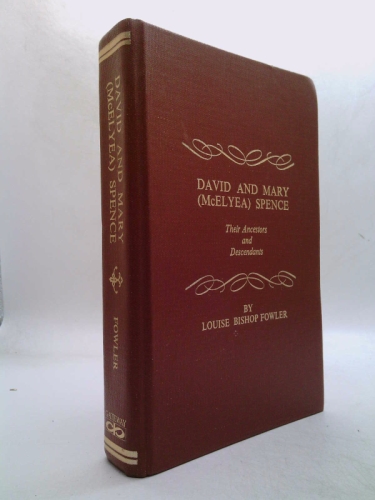 DAVID AND MARY
(McELYEA) SPENCE
FOWLER
DAVID AND MARY
(McELYEA) SPENCE
Their Ancestors
and
Descendants
BY
LOUISE BISHOP FOWLER